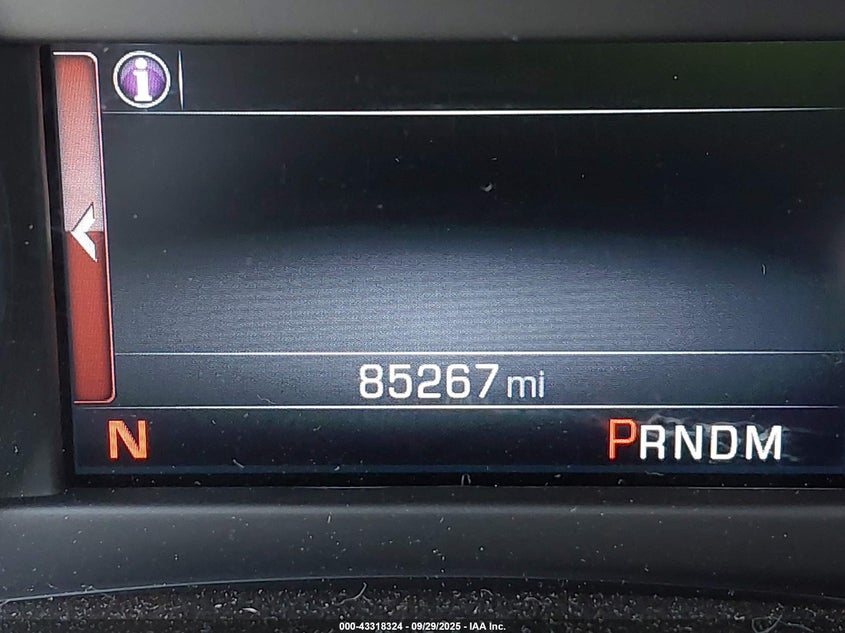 i
85267 mi
N
PRNDM
000-43318324 - 09/29/2025 - IAA Inc.